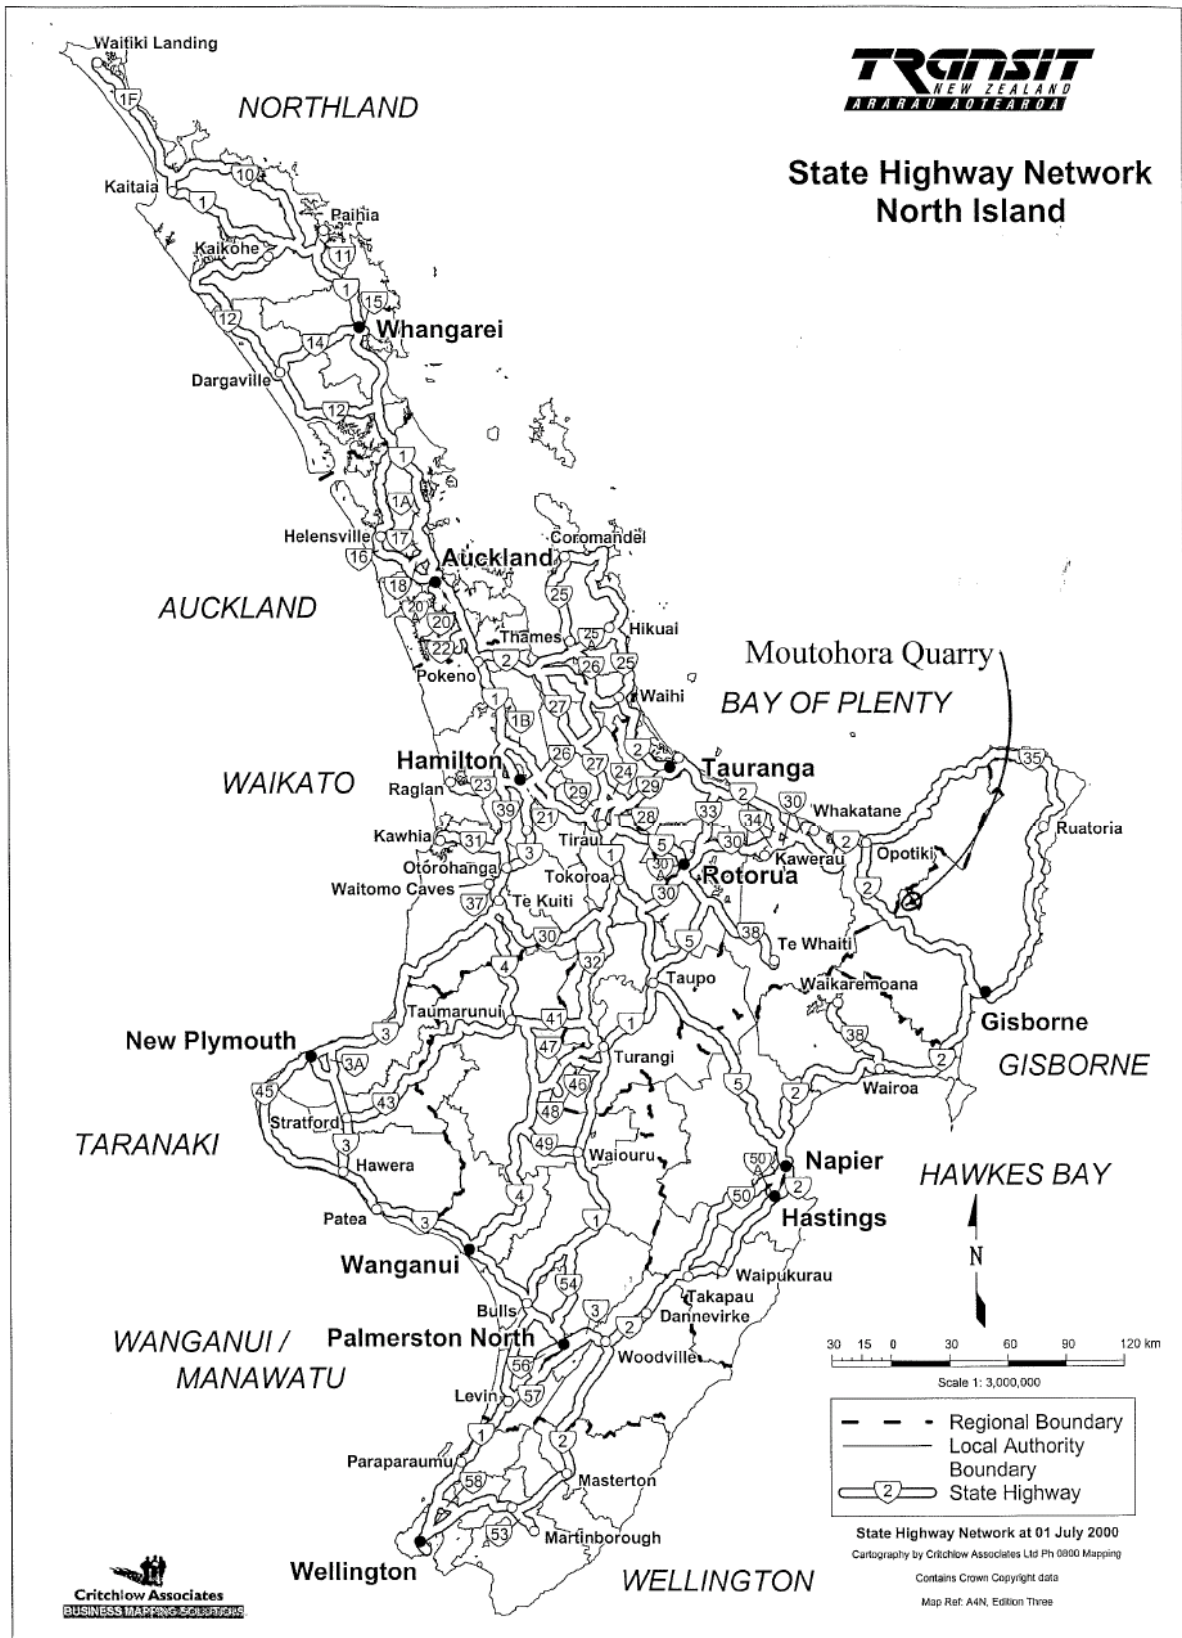 Waitiki Landing
1F
NORTHLAND
TRANSIT
NEW ZEALAND
ARARAU AOTEAROA
State Highway Network
North Island
10
Kaitaia
1
Paihia
Kaikohe
11
1
15
12
Whangarei
14
Dargaville
12
1
1A
Helensville
17
16
Coromandel
Auckland
18
25
AUCKLAND
20
A
20
Thames
25
A
Hikuai
22
2
26
25
Moutohora Quarry
Pokeno
1
Waihi
BAY OF PLENTY
27
1B
2
26
35
Hamilton
27
24
Tauranga
WAIKATO
Raglan
23
29
29
2
30
39
21
28
33
34
Whakatane
Kawhia
31
Tirau
5
30
2
Ruatoria
3
1
Kawerau
Opotiki
Otorohanga
Tokoroa
30
A
Rotorua
Waitomo Caves
30
2
37
Te Kuiti
30
5
38
Te Whaiti
4
32
Taupo
Waikaremoana
Taumarunui
41
1
Gisborne
New Plymouth
3
47
38
3A
Turangi
2
GISBORNE
45
46
5
2
Wairoa
43
48
Stratford
TARANAKI
3
49
Waiouru
Hawera
50
A
Napier
HAWKES BAY
4
50
2
Patea
3
1
Hastings
N
Wanganui
54
Waipukurau
Takapau
Bulls
3
Dannevirke
WANGANUI /
MANAWATU
Palmerston North
2
30 15 0 30 60 90 120 km
56
Woodville
Scale 1: 3,000,000
Levin
57
1
2
Regional Boundary
Local Authority
Boundary
2
State Highway
Paraparaumu
58
Masterton
53
Martinborough
State Highway Network at 01 July 2000
Cartography by Critchlow Associates Ltd Ph 0800 Mapping
Wellington
WELLINGTON
Contains Crown Copyright data
Map Ref: A4N, Edition Three
Critchlow Associates
BUSINESS MAPPING SOLUTIONS